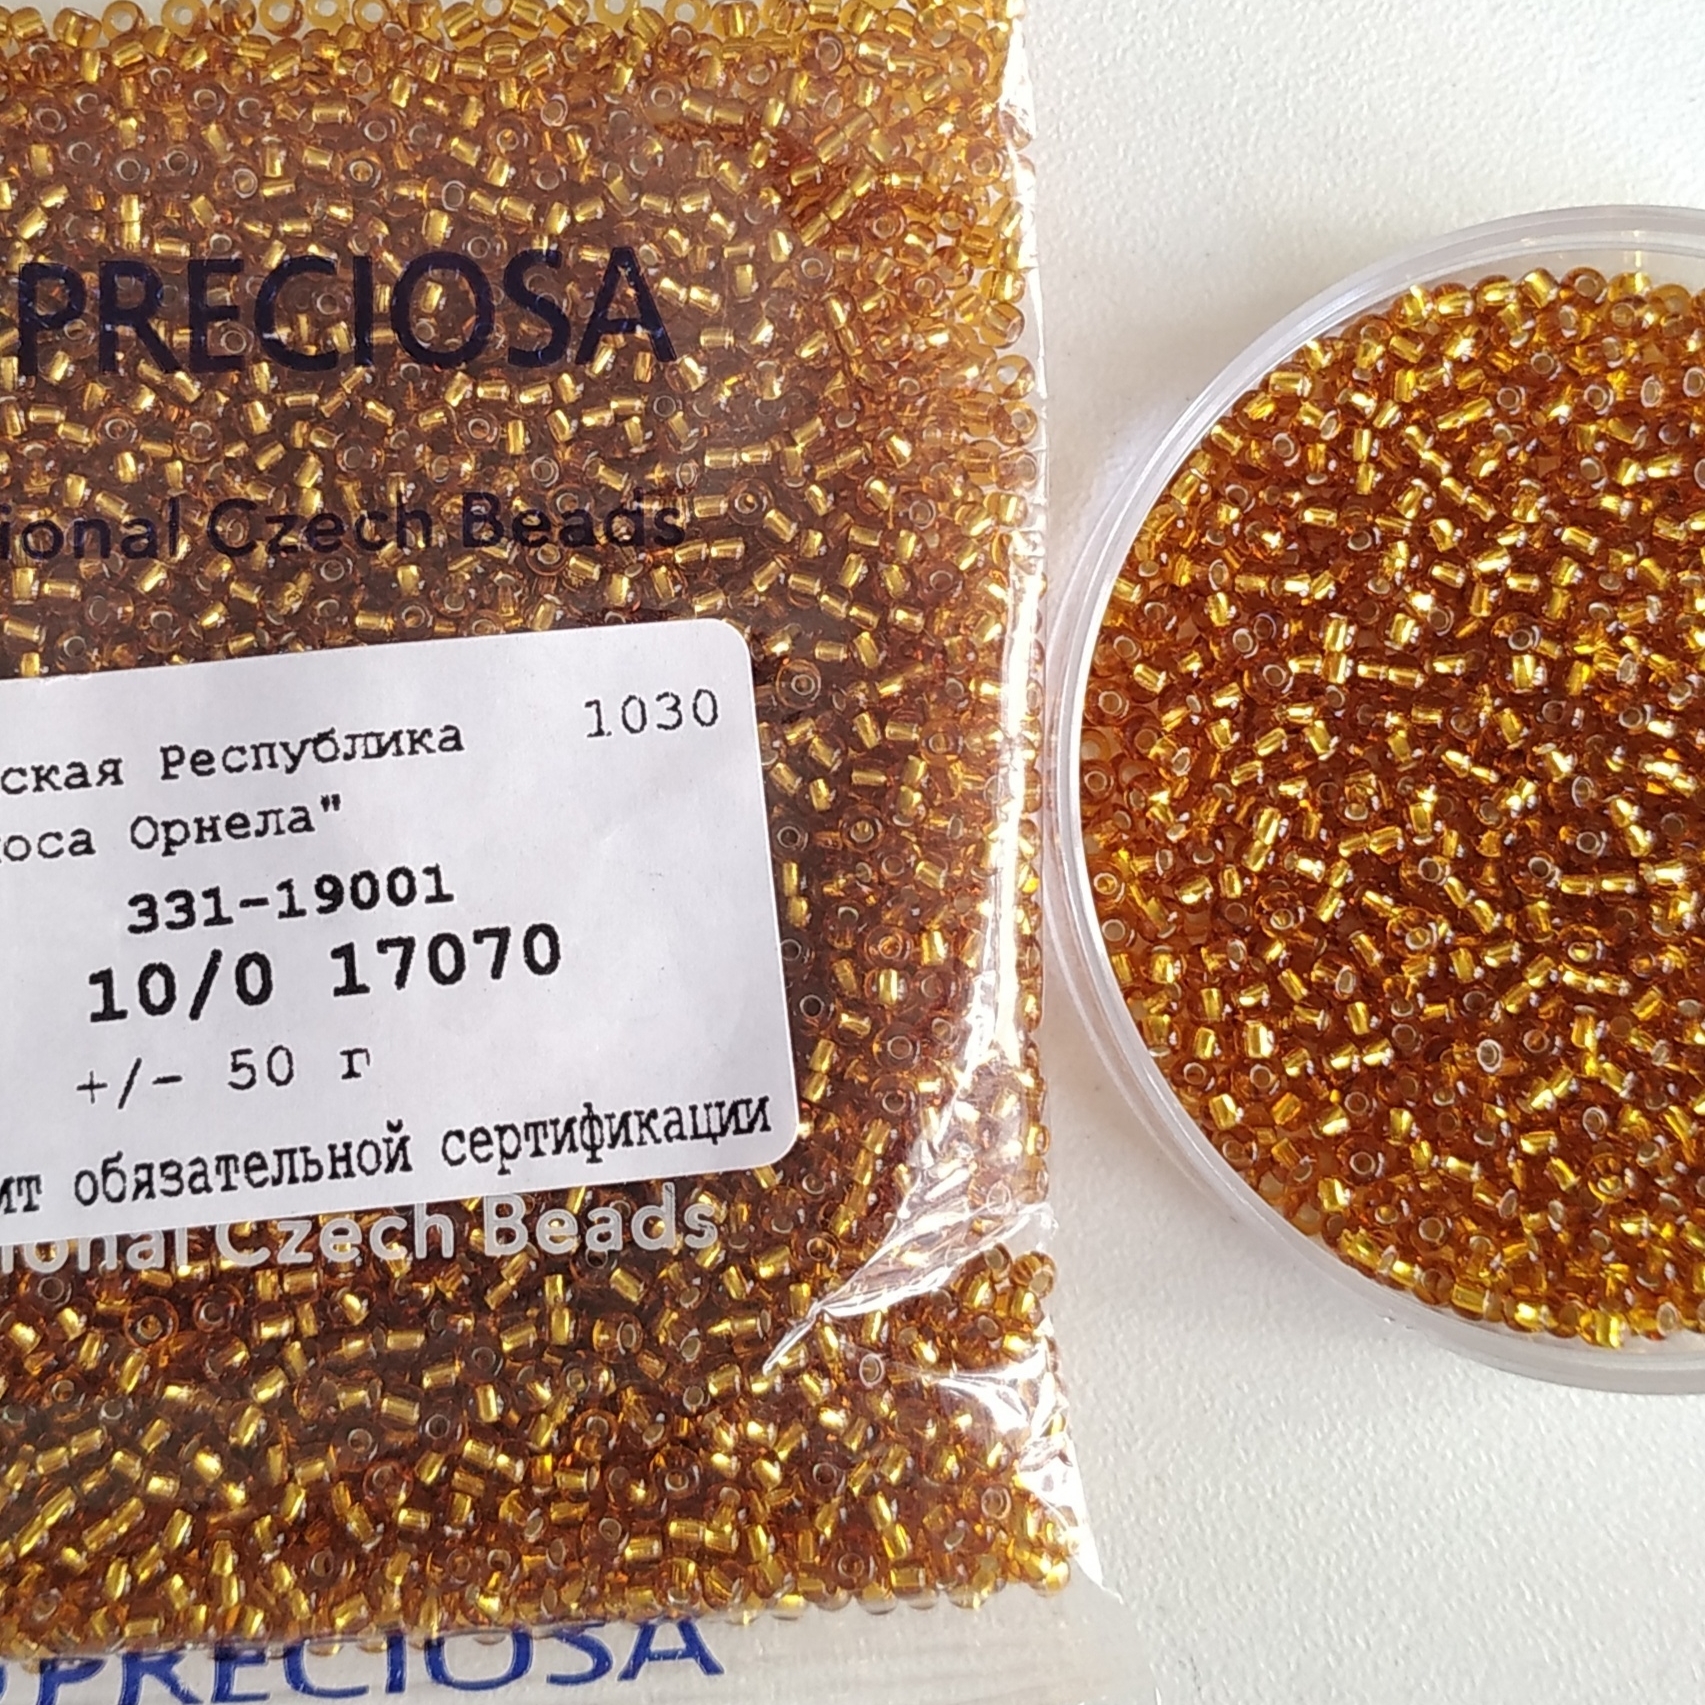 PRECIOSA
ional Czech Beads
ская Республика 1030
оса Орнела"
331-19001
10/0 17070
+/- 50 г
ит обязательной сертификации
ional Czech Beads
PRECIOSA